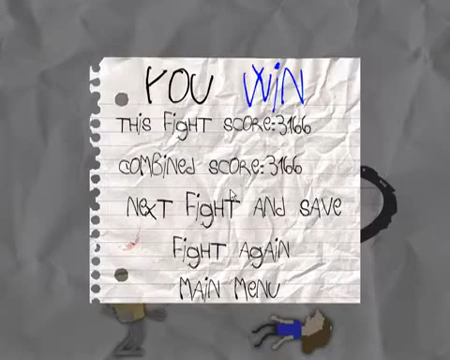 YOU WiN
THiS FigHT SCORE:3166
COMBiNED SCORE:3166
NEXT FigHT AND SAVE
FigHT AgAiN
MAiN MENU